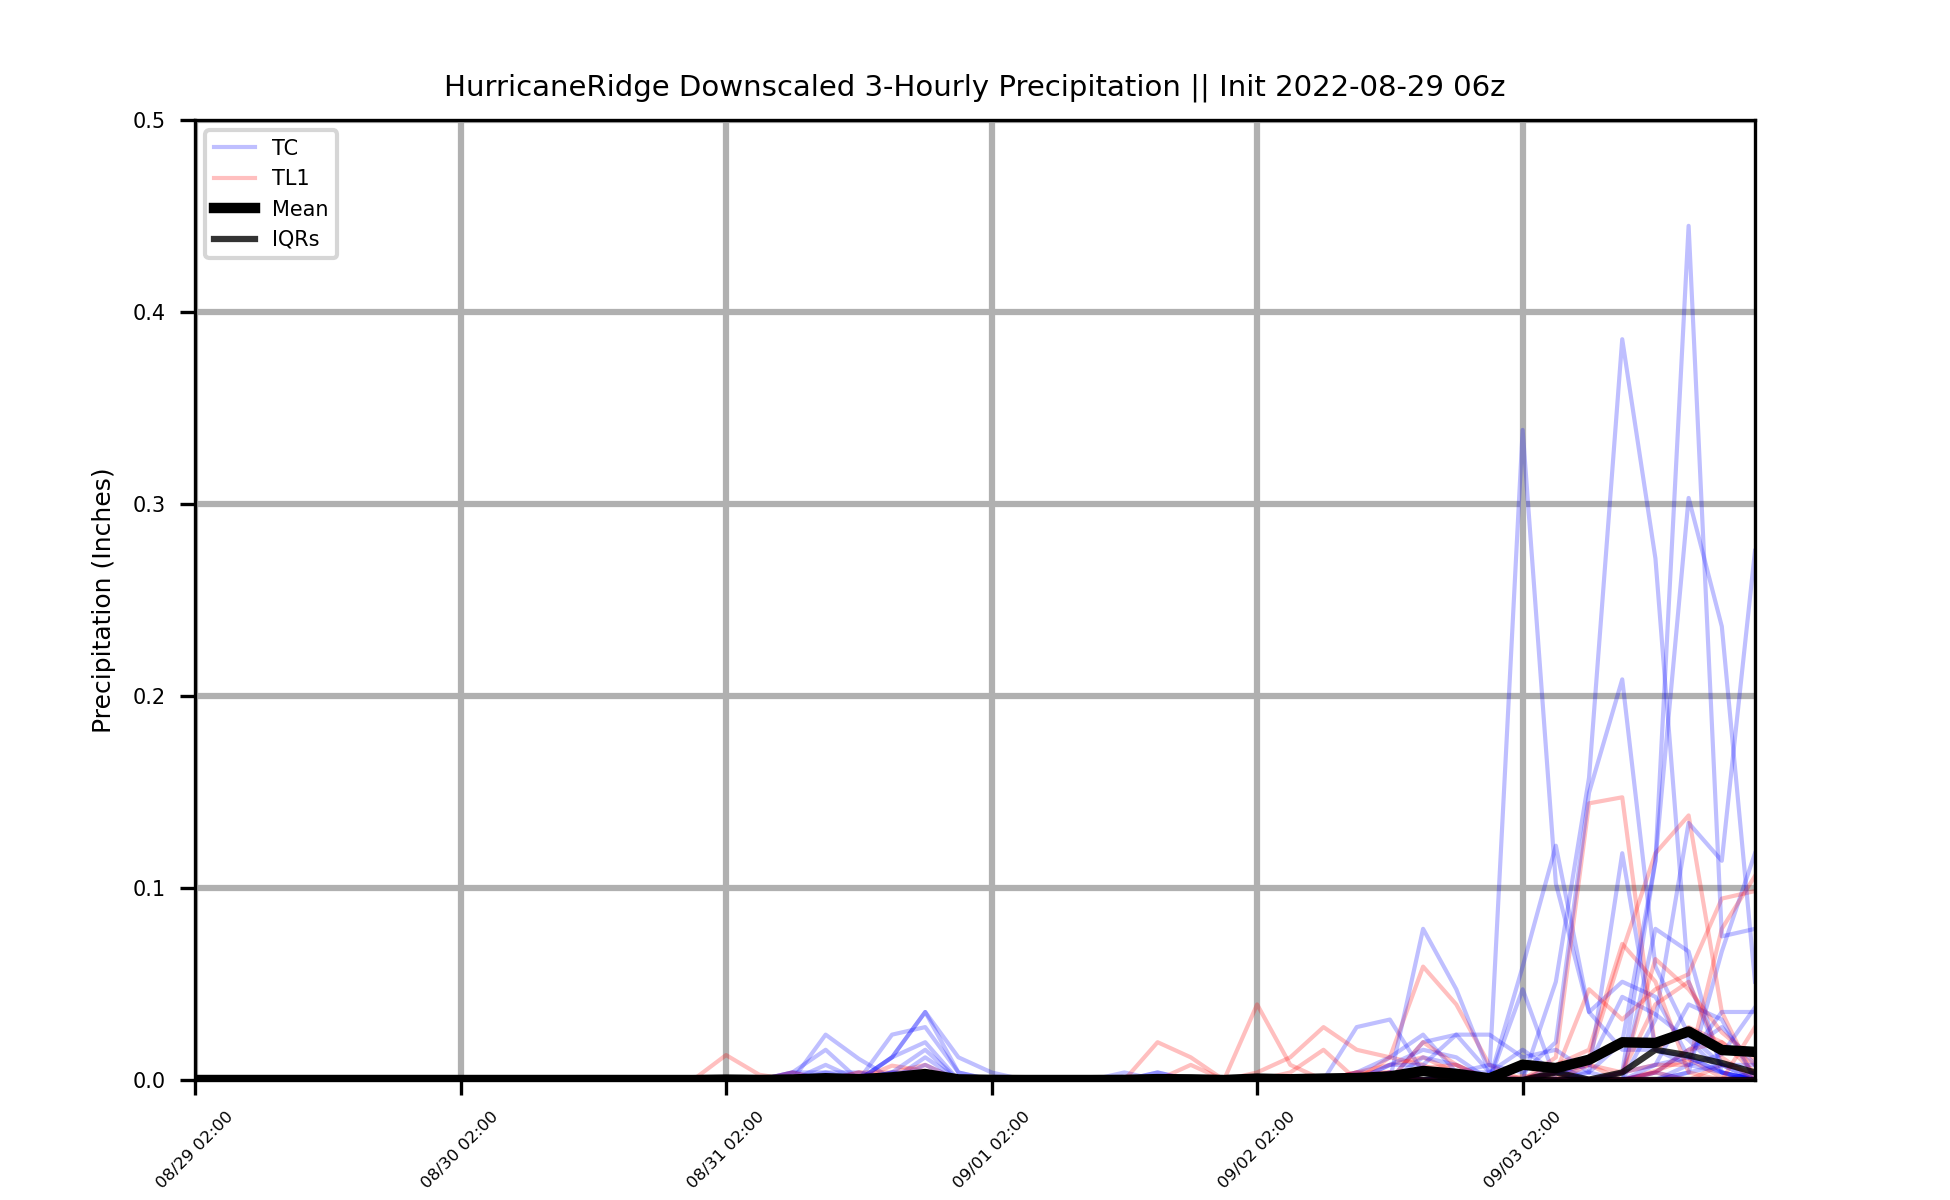 HurricaneRidge Downscaled 3-Hourly Precipitation || Init 2022-08-29 06z
TC
TL1
Mean
IQRs
Precipitation (Inches)
0.5
0.4
0.3
0.2
0.1
0.0
08/29 02:00
08/30 02:00
08/31 02:00
09/01 02:00
09/02 02:00
09/03 02:00